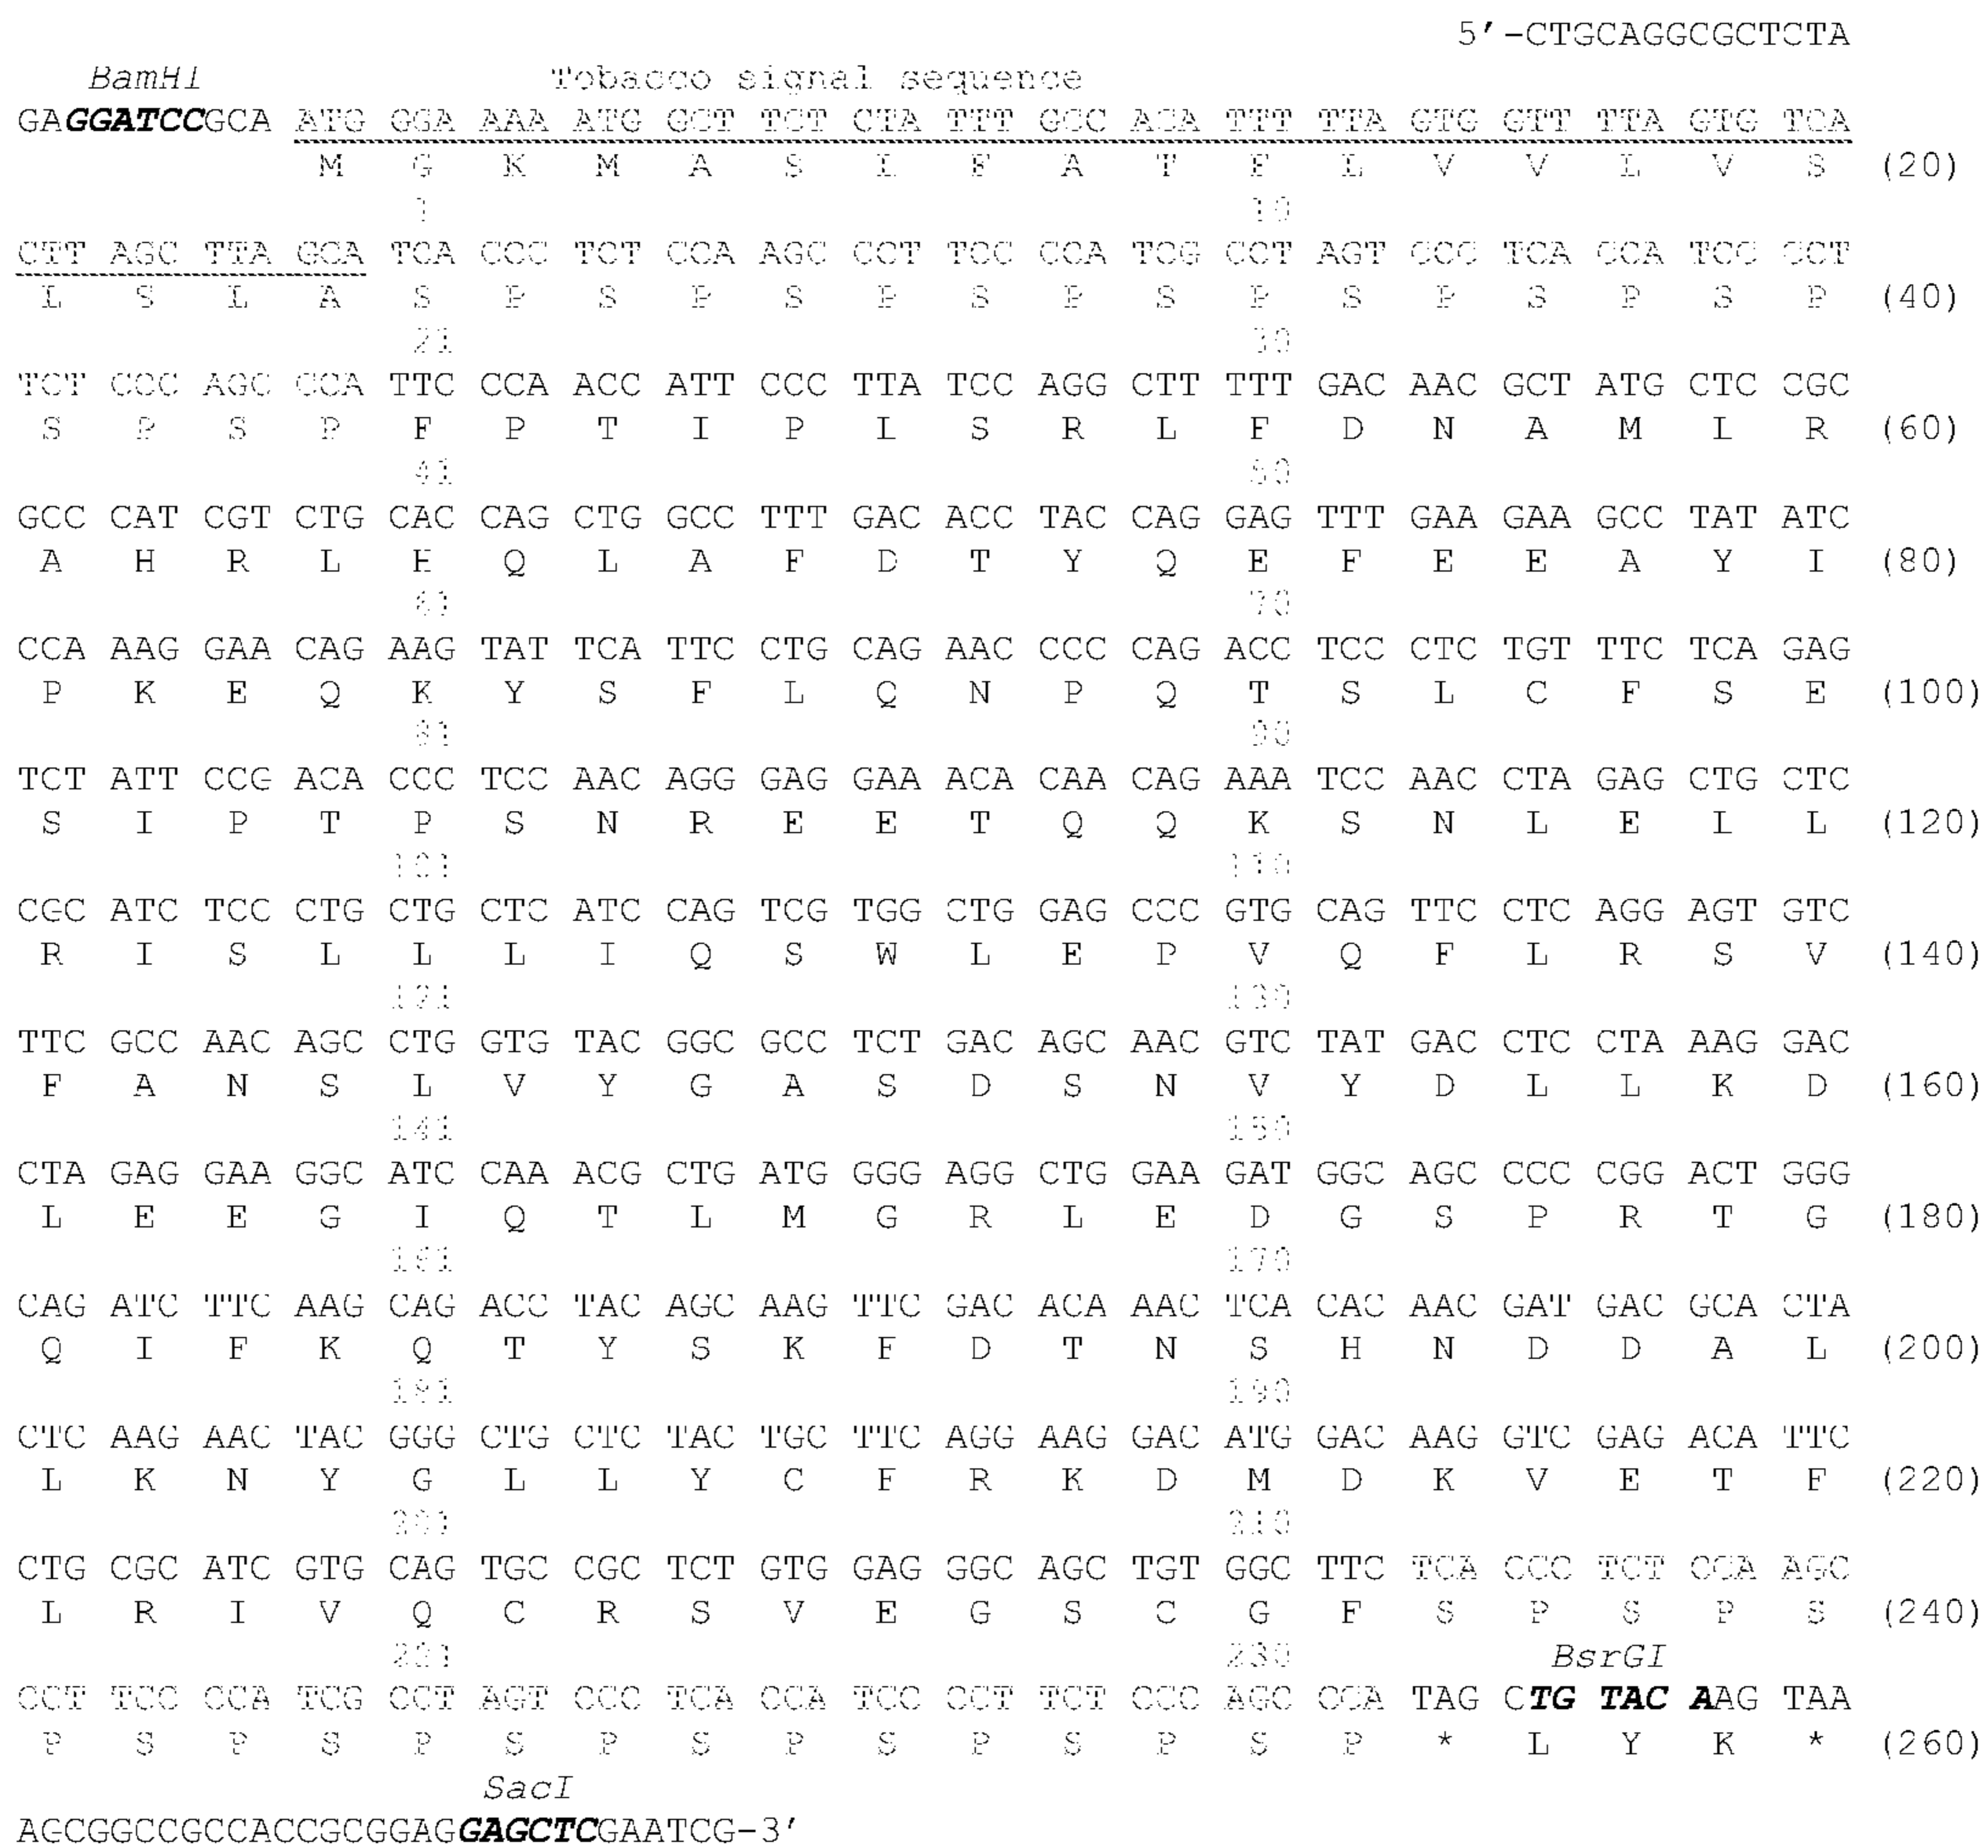 5'-CTGCAGGCGCTCTA
BamHI Tobacco signal sequence
GAGGATCCGCA ATG GGA AAA ATG GCT TCT CTA TTT GCC ACA TTT TTA GTG GTT TTA GTG TCA
M G K M A S L F A T F L V V L V S (20)
1 10
CTT AGC TTA GCA TCA CCC TCT CCA AGC CCT TCC CCA TCG CCT AGT CCC TCA CCA TCC CCT
L S L A S P S P S P S P S P S P S P S P (40)
21 30
TCT CCC AGC CCA TTC CCA ACC ATT CCC TTA TCC AGG CTT TTT GAC AAC GCT ATG CTC CGC
S P S P F P T I P L S R L F D N A M L R (60)
41 50
GCC CAT CGT CTG CAC CAG CTG GCC TTT GAC ACC TAC CAG GAG TTT GAA GAA GCC TAT ATC
A H R L H Q L A F D T Y Q E F E E A Y I (80)
61 70
CCA AAG GAA CAG AAG TAT TCA TTC CTG CAG AAC CCC CAG ACC TCC CTC TGT TTC TCA GAG
P K E Q K Y S F L Q N P Q T S L C F S E (100)
81 90
TCT ATT CCG ACA CCC TCC AAC AGG GAG GAA ACA CAA CAG AAA TCC AAC CTA GAG CTG CTC
S I P T P S N R E E T Q Q K S N L E L L (120)
101 110
CGC ATC TCC CTG CTG CTC ATC CAG TCG TGG CTG GAG CCC GTG CAG TTC CTC AGG AGT GTC
R I S L L L I Q S W L E P V Q F L R S V (140)
121 130
TTC GCC AAC AGC CTG GTG TAC GGC GCC TCT GAC AGC AAC GTC TAT GAC CTC CTA AAG GAC
F A N S L V Y G A S D S N V Y D L L K D (160)
141 150
CTA GAG GAA GGC ATC CAA ACG CTG ATG GGG AGG CTG GAA GAT GGC AGC CCC CGG ACT GGG
L E E G I Q T L M G R L E D G S P R T G (180)
161 170
CAG ATC TTC AAG CAG ACC TAC AGC AAG TTC GAC ACA AAC TCA CAC AAC GAT GAC GCA CTA
Q I F K Q T Y S K F D T N S H N D D A L (200)
181 190
CTC AAG AAC TAC GGG CTG CTC TAC TGC TTC AGG AAG GAC ATG GAC AAG GTC GAG ACA TTC
L K N Y G L L Y C F R K D M D K V E T F (220)
201 210
CTG CGC ATC GTG CAG TGC CGC TCT GTG GAG GGC AGC TGT GGC TTC TCA CCC TCT CCA AGC
L R I V Q C R S V E G S C G F S P S P S (240)
221 230 BsrGI
CCT TCC CCA TCG CCT AGT CCC TCA CCA TCC CCT TCT CCC AGC CCA TAG CTG TAC AAG TAA
P S P S P S P S P S P S P S P * L Y K * (260)
SacI
AGCGGCCGCCACCGCGGAGGAGCTCGAATCG-3'